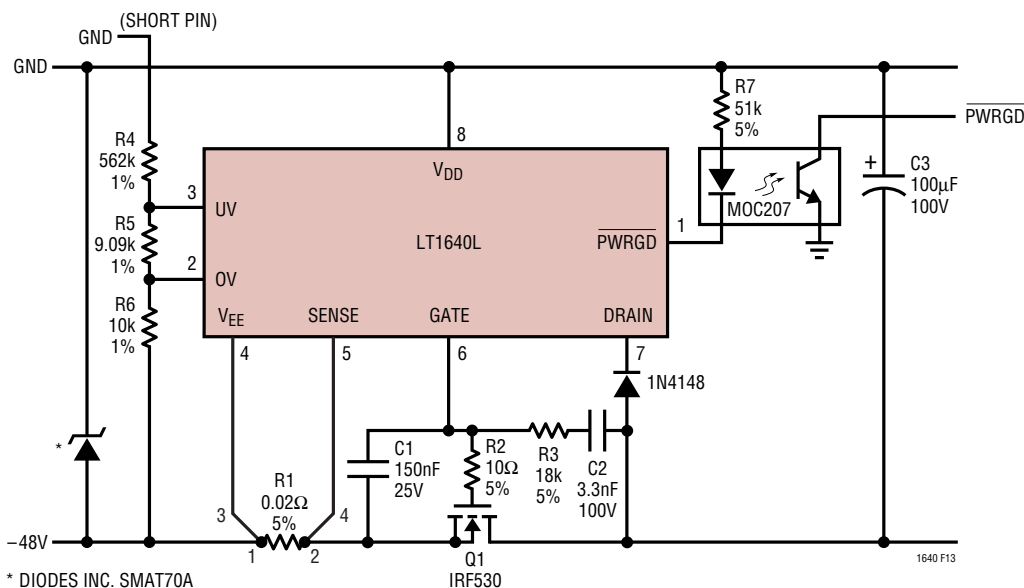 (SHORT PIN)
GND
GND
R4
562k
1%
R5
9.09k
1%
R6
10k
1%
3
UV
2
OV
8
VDD
LT1640L
PWRGD
1
VEE
SENSE
GATE
DRAIN
4
5
6
7
R7
51k
5%
MOC207
PWRGD
+
C3
100µF
100V
1N4148
*
R1
0.02Ω
5%
3
4
1
2
C1
150nF
25V
R2
10Ω
5%
R3
18k
5%
C2
3.3nF
100V
–48V
Q1
IRF530
1640 F13
* DIODES INC. SMAT70A